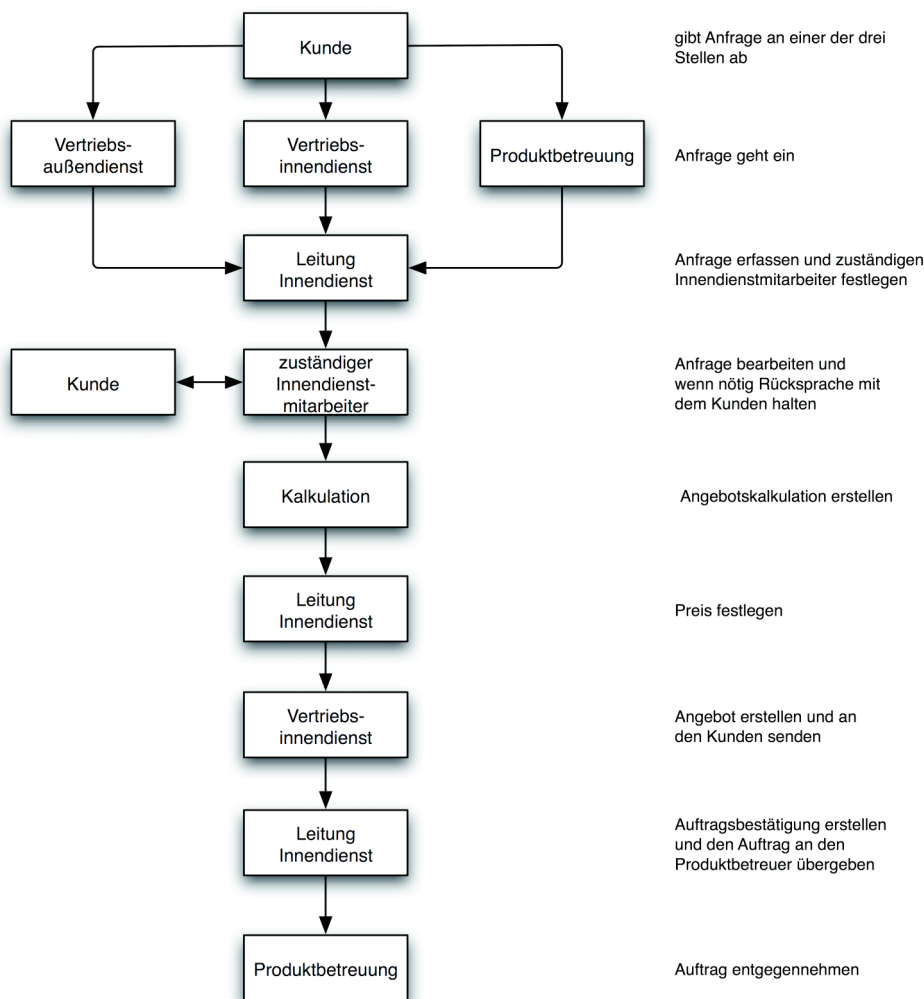 Kunde
gibt Anfrage an einer der drei
Stellen ab
Vertriebs-
außendienst
Vertriebs-
innendienst
Produktbetreuung
Anfrage geht ein
Leitung
Innendienst
Anfrage erfassen und zuständigen
Innendienstmitarbeiter festlegen
Kunde
zuständiger
Innendienst-
mitarbeiter
Anfrage bearbeiten und
wenn nötig Rücksprache mit
dem Kunden halten
Kalkulation
Angebotskalkulation erstellen
Leitung
Innendienst
Preis festlegen
Vertriebs-
innendienst
Angebot erstellen und an
den Kunden senden
Leitung
Innendienst
Auftragsbestätigung erstellen
und den Auftrag an den
Produktbetreuer übergeben
Produktbetreuung
Auftrag entgegennehmen